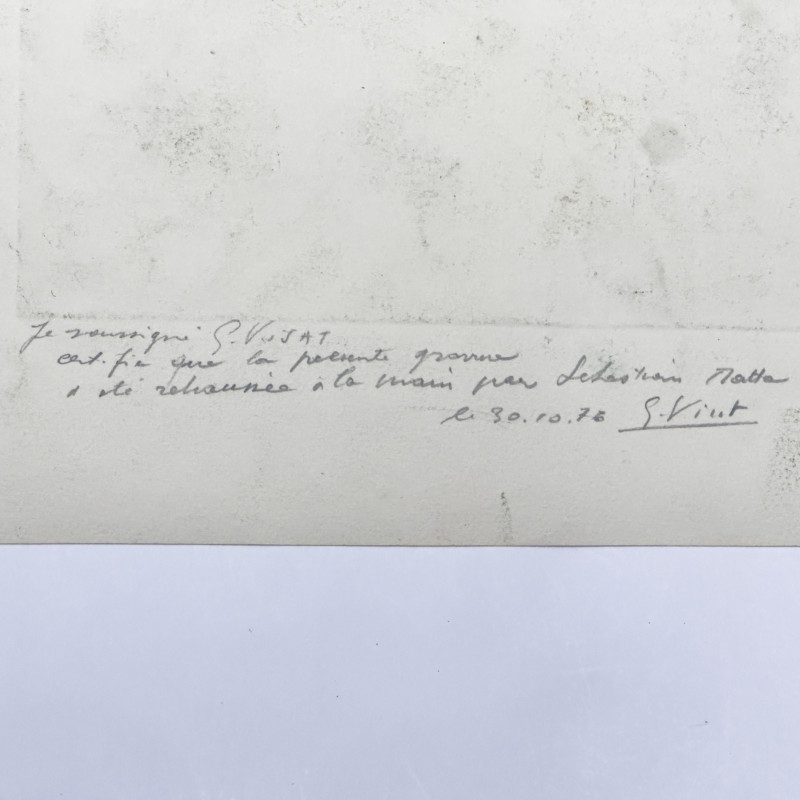 Je soussigné G. VISAT
certifie que la présente gravure
a été rehaussée à la main par Sebastian Matta
le 30.10.76 G. Visat